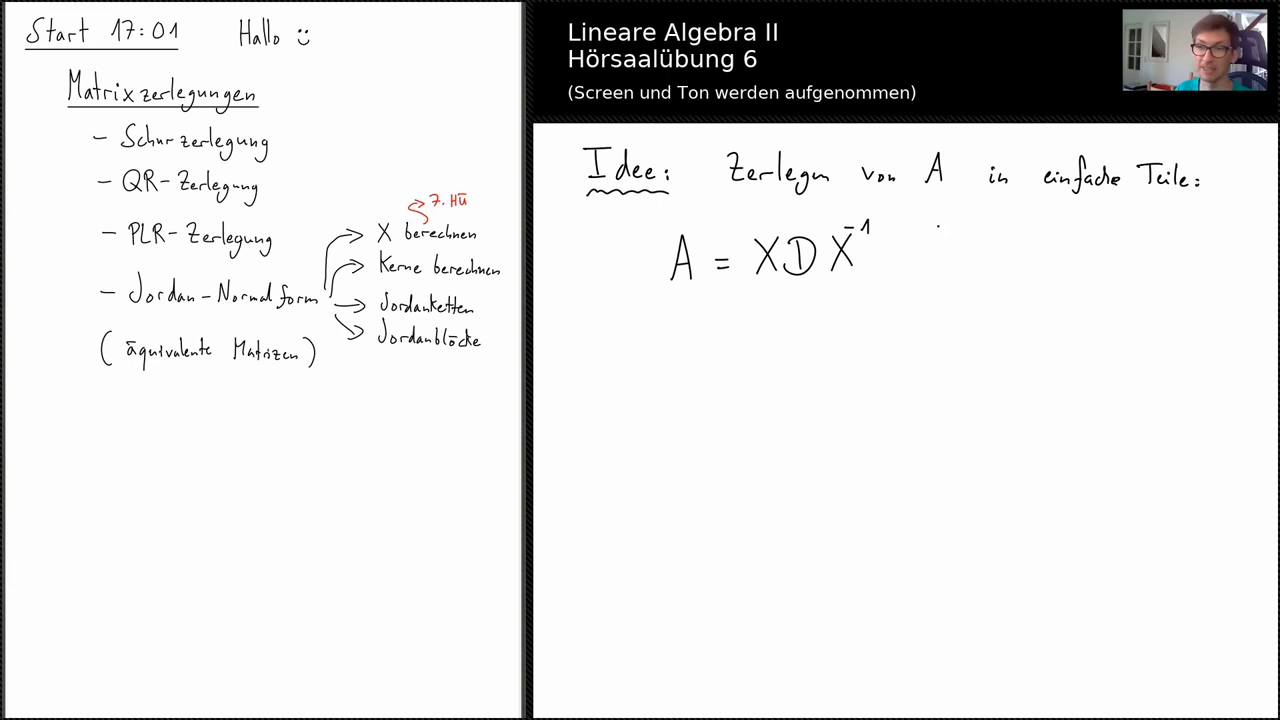 Start 17:01 Hallo :)
Matrixzerlegungen
- Schurzerlegung
- QR-Zerlegung
- PLR-Zerlegung
- Jordan-Normalform
(äquivalente Matrizen)
→ 7. HÜ
X berechnen
Kerne berechnen
Jordanketten
Jordanblöcke
Lineare Algebra II
Hörsaalübung 6
(Screen und Ton werden aufgenommen)
Idee: Zerlegen von A in einfache Teile:
A = XDX⁻¹